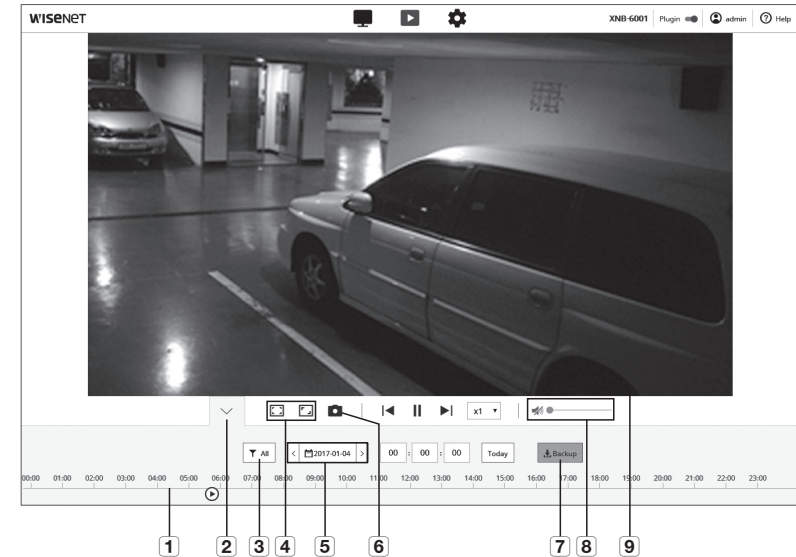 WISENET XNB-6001 Plugin admin ? Help
x1
All < 2017-01-04 > 00 : 00 : 00 Today Backup
00:00 01:00 02:00 03:00 04:00 05:00 06:00 07:00 08:00 09:00 10:00 11:00 12:00 13:00 14:00 15:00 16:00 17:00 18:00 19:00 20:00 21:00 22:00 23:00
1 2 3 4 5 6 7 8 9